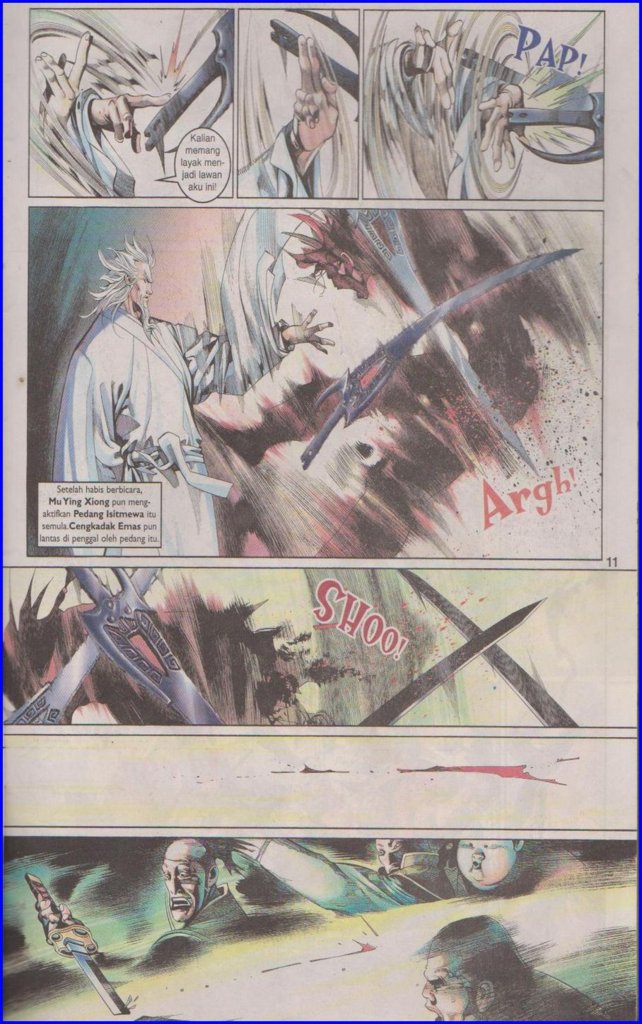 PAP!
Kalian
memang
layak men-
jadi lawan
aku ini!
Argh!
Setelah habis berbicara,
Mu Ying Xiong pun meng-
aktifkan Pedang Isitmewa itu
semula.Cengkadak Emas pun
lantas di penggal oleh pedang itu.
11
SHOO!